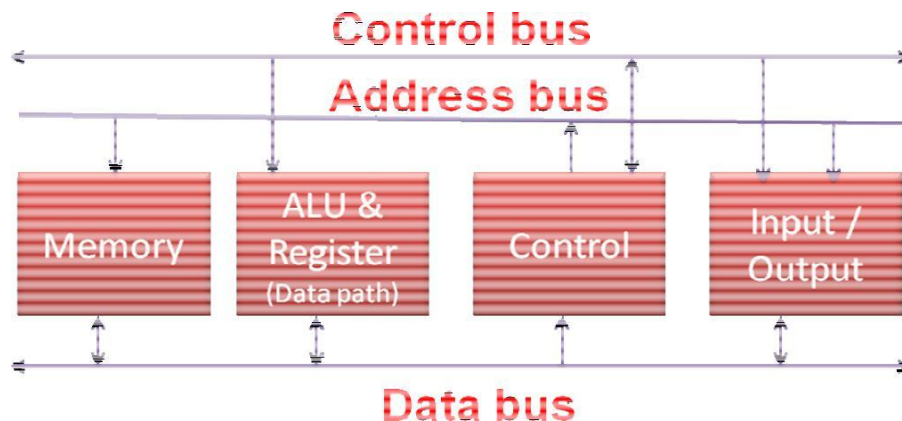 Control bus
Address bus
Memory
ALU &
Register
(Data path)
Control
Input /
Output
Data bus